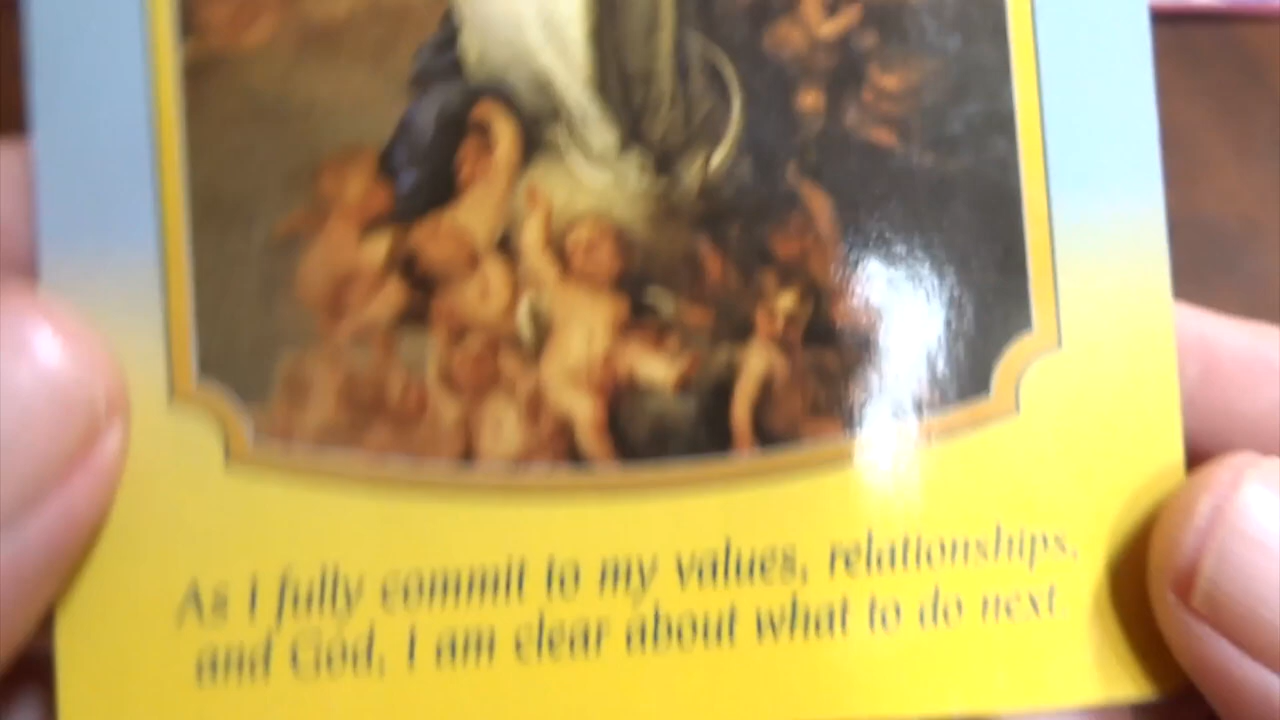 As I fully commit to my values, relationships,
and God, I am clear about what to do next.